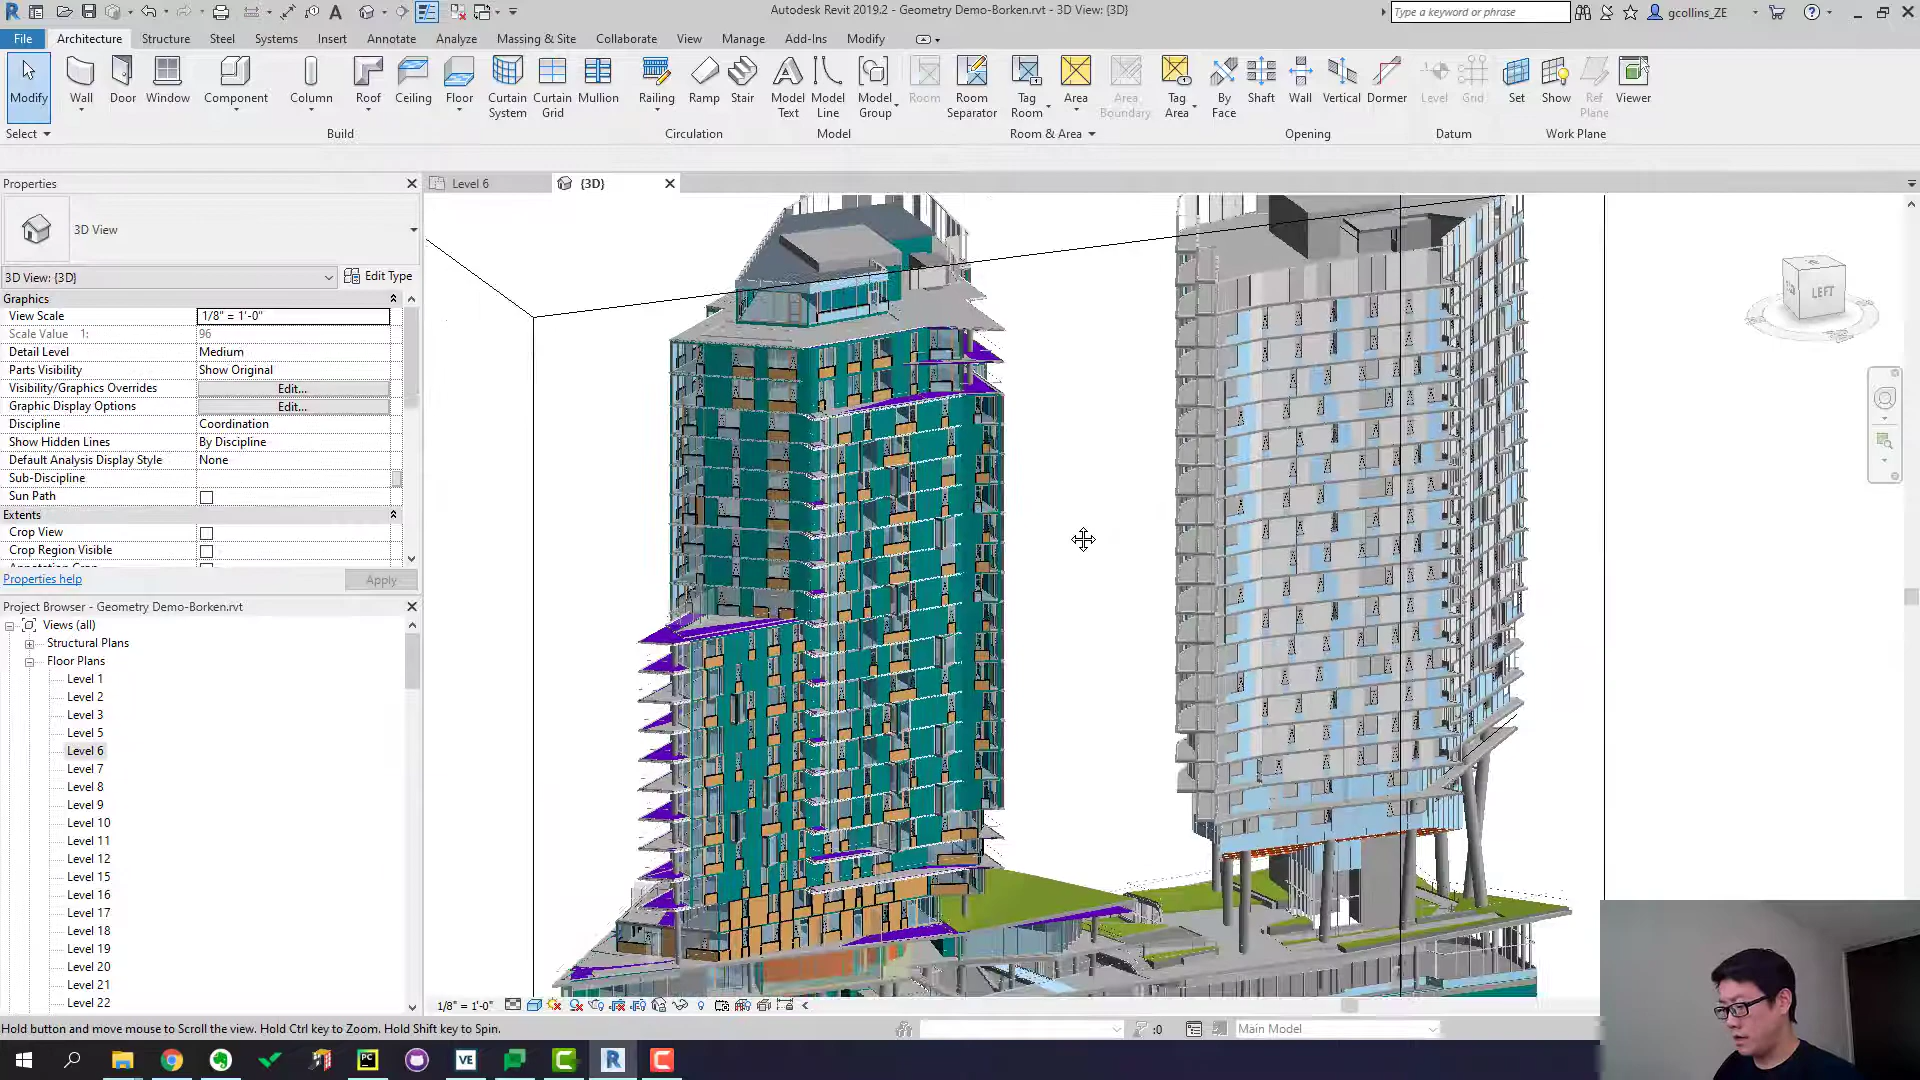 Autodesk Revit 2019.2 - Geometry Demo-Borken.rvt - 3D View: {3D}
Type a keyword or phrase
gcollins_ZE
File Architecture Structure Steel Systems Insert Annotate Analyze Massing & Site Collaborate View Manage Add-Ins Modify
Modify Wall Door Window Component Column Roof Ceiling Floor Curtain System Curtain Grid Mullion Railing Ramp Stair Model Text Model Line Model Group Room Room Separator Tag Room Area Area Boundary Tag Area By Face Shaft Wall Vertical Dormer Level Grid Set Show Ref Plane Viewer
Select Build Circulation Model Room & Area Opening Datum Work Plane
Properties
Level 6
{3D}
3D View
3D View: {3D}
Edit Type
Graphics
View Scale 1/8" = 1'-0"
Scale Value 1: 96
Detail Level Medium
Parts Visibility Show Original
Visibility/Graphics Overrides Edit...
Graphic Display Options Edit...
Discipline Coordination
Show Hidden Lines By Discipline
Default Analysis Display Style None
Sub-Discipline
Sun Path
Extents
Crop View
Crop Region Visible
Properties help
Apply
LEFT
Project Browser - Geometry Demo-Borken.rvt
Views (all)
Structural Plans
Floor Plans
Level 1
Level 2
Level 3
Level 5
Level 6
Level 7
Level 8
Level 9
Level 10
Level 11
Level 12
Level 15
Level 16
Level 17
Level 18
Level 19
Level 20
Level 21
Level 22
1/8" = 1'-0"
Hold button and move mouse to Scroll the view. Hold Ctrl key to Zoom. Hold Shift key to Spin.
:0
Main Model
PC
VE
R
C